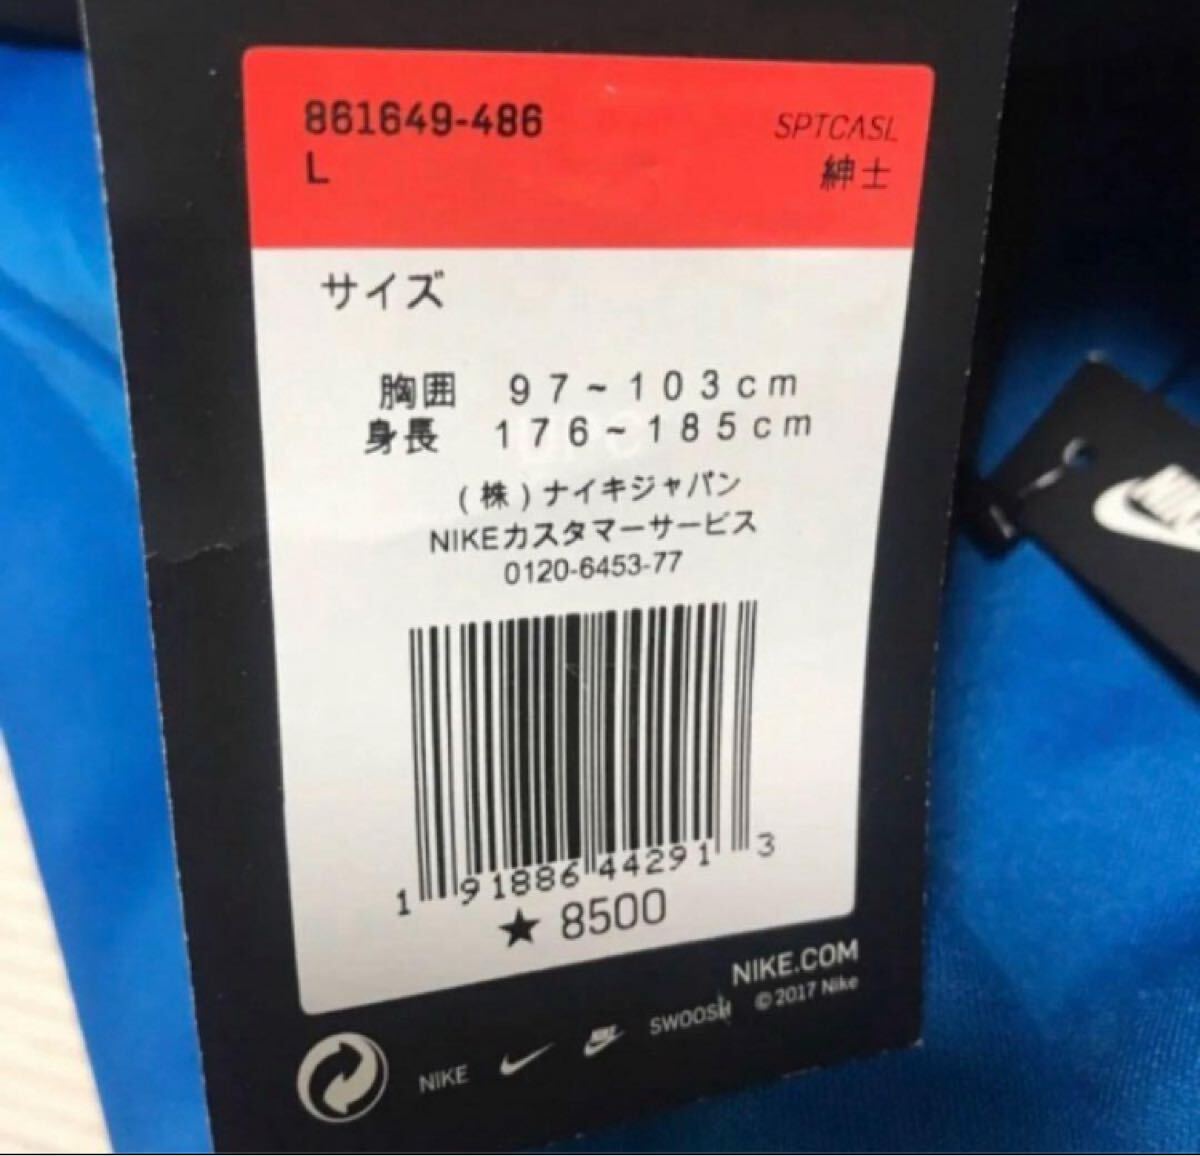 861649-486
L
SPTCASL
紳士
サイズ
胸囲 97~103cm
身長 176~185cm
(株)ナイキジャパン
NIKEカスタマーサービス
0120-6453-77
1 91886 44291 3
★8500
NIKE.COM
©2017 Nike
NIKE NIKE SWOOSH
NIKE